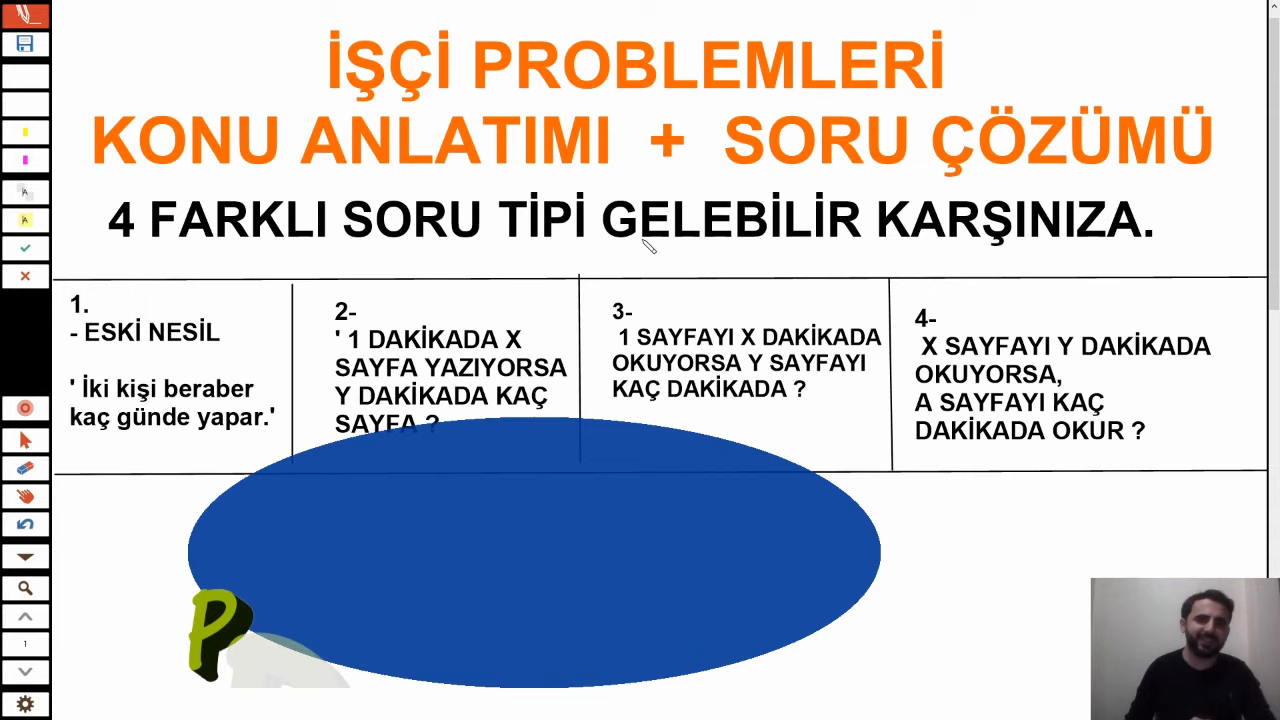 İŞÇİ PROBLEMLERİ
KONU ANLATIMI + SORU ÇÖZÜMÜ
4 FARKLI SORU TİPİ GELEBİLİR KARŞINIZA.
1.
- ESKİ NESİL
' İki kişi beraber
kaç günde yapar.'
2-
' 1 DAKİKADA X
SAYFA YAZIYORSA
Y DAKİKADA KAÇ
SAYFA ?
3-
1 SAYFAYI X DAKİKADA
OKUYORSA Y SAYFAYI
KAÇ DAKİKADA ?
4-
X SAYFAYI Y DAKİKADA
OKUYORSA,
A SAYFAYI KAÇ
DAKİKADA OKUR ?
P
1